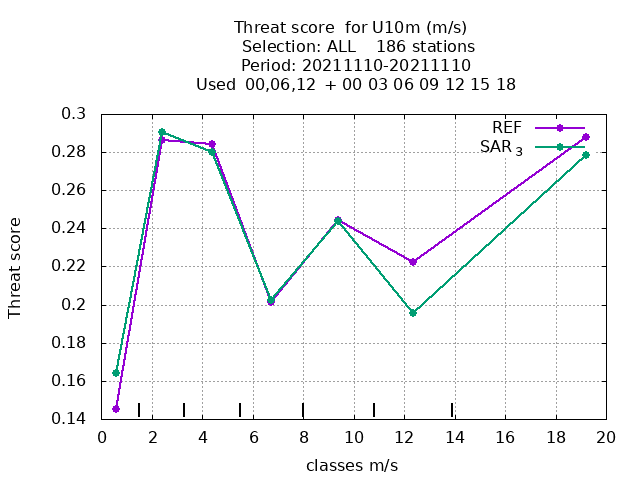 Threat score  for U10m (m/s)
Selection: ALL    186 stations
Period: 20211110-20211110
Used  00,06,12  + 00 03 06 09 12 15 18
REF
SAR 3
0.3
0.28
0.26
0.24
0.22
0.2
0.18
0.16
0.14
Threat score
0 2 4 6 8 10 12 14 16 18 20
classes m/s